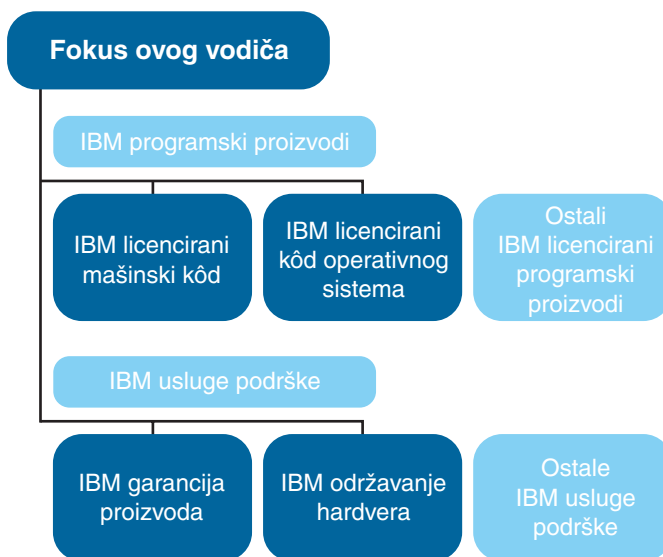 Fokus ovog vodiča
IBM programski proizvodi
IBM licencirani
mašinski kôd
IBM licencirani
kôd operativnog
sistema
Ostali
IBM licencirani
programski
proizvodi
IBM usluge podrške
IBM garancija
proizvoda
IBM održavanje
hardvera
Ostale
IBM usluge
podrške